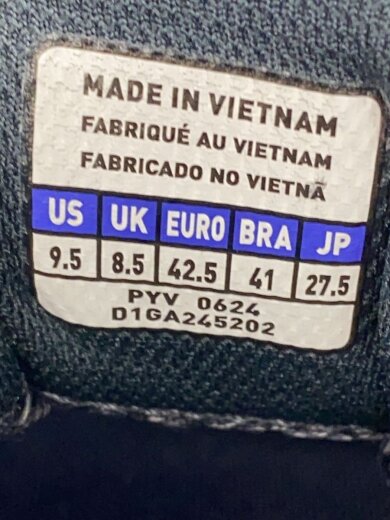 MADE IN VIETNAM
FABRIQUÉ AU VIETNAM
FABRICADO NO VIETNÃ
US UK EURO BRA JP
9.5 8.5 42.5 41 27.5
PYV 0624
D1GA245202